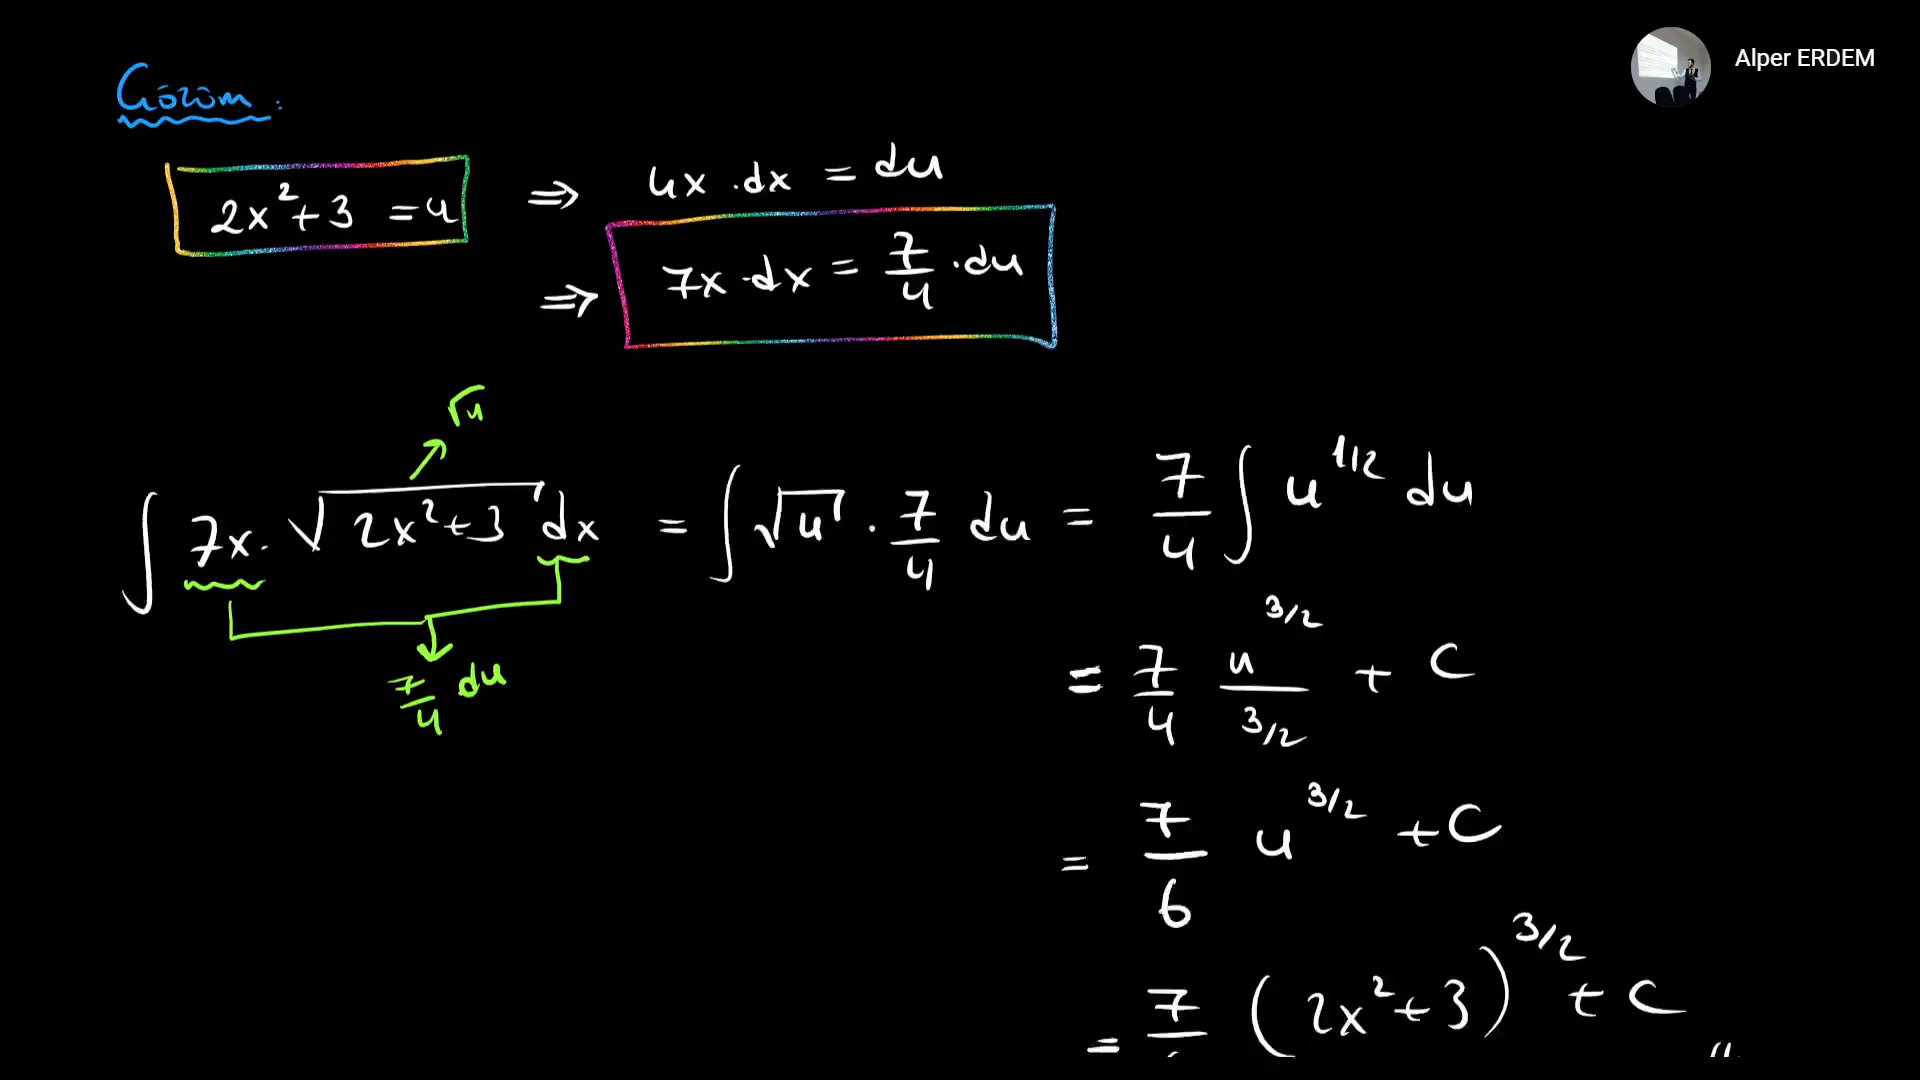 Alper ERDEM
Çözüm:
2x² + 3 = u ⇒ 4x · dx = du
⇒ 7x · dx = 7/4 · du
√u
∫ 7x · √(2x² + 3) dx = ∫ √u · 7/4 du = 7/4 ∫ u^(1/2) du
7/4 du
= 7/4 u^(3/2) / (3/2) + C
= 7/6 u^(3/2) + C
= 7/ (2x² + 3)^(3/2) + C